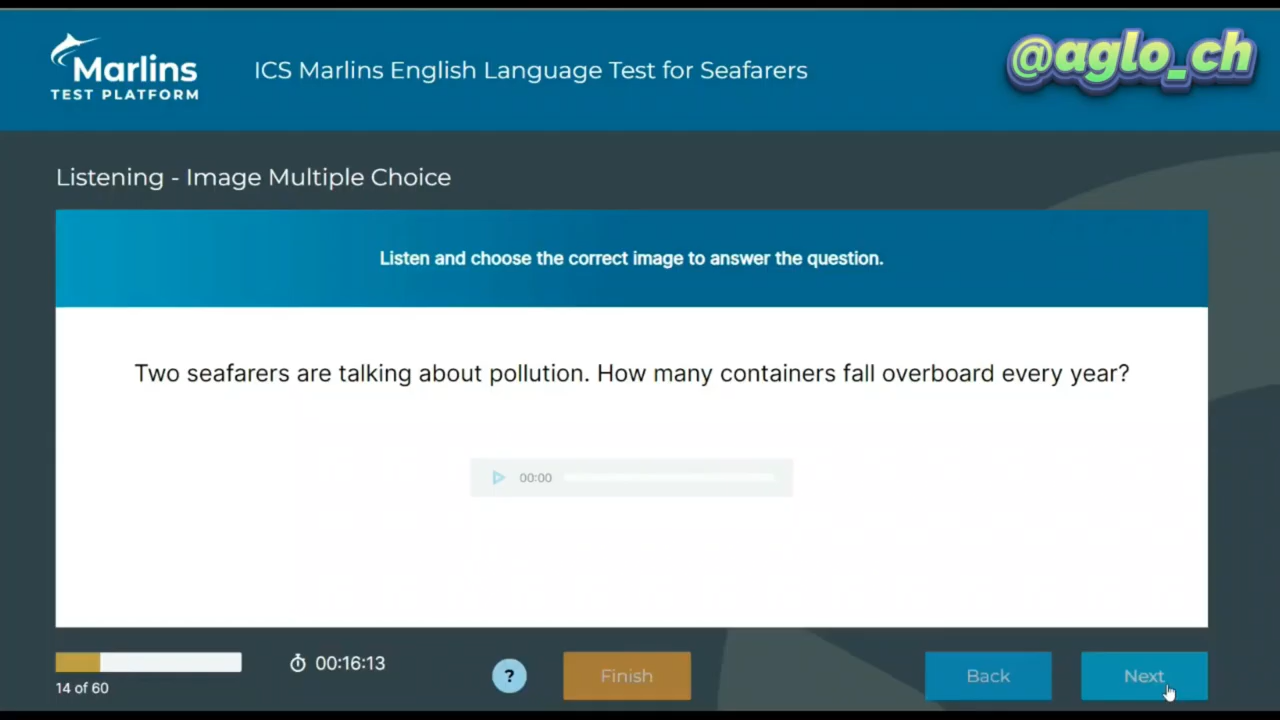 Marlins
TEST PLATFORM
ICS Marlins English Language Test for Seafarers
@aglo_ch
Listening - Image Multiple Choice
Listen and choose the correct image to answer the question.
Two seafarers are talking about pollution. How many containers fall overboard every year?
00:00
14 of 60
00:16:13
?
Finish
Back
Next